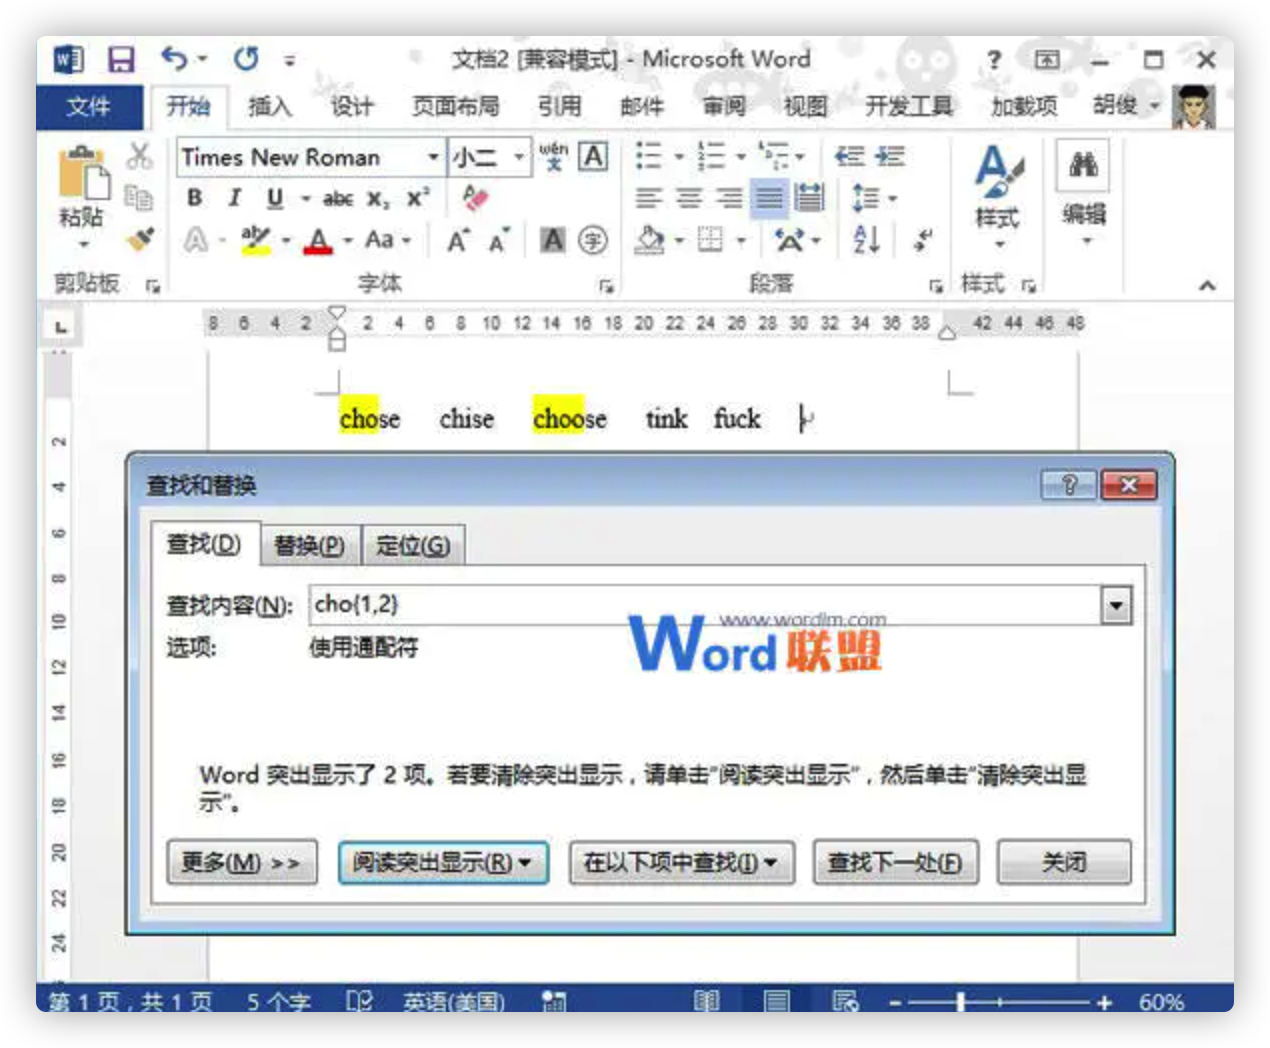 文档2 [兼容模式] - Microsoft Word
文件 开始 插入 设计 页面布局 引用 邮件 审阅 视图 开发工具 加载项 胡俊
Times New Roman 小二 wén 文 A
粘贴 B I U abc x₂ x² A 样式 编辑
A aby A Aa A A A 字 A A Z
剪贴板 字体 段落 样式
L 8 6 4 2 2 4 6 8 10 12 14 16 18 20 22 24 26 28 30 32 34 36 38 42 44 46 48
chose chise choose tink fuck
2
4
6
8
10
12
14
16
18
20
22
24
查找和替换
查找(D) 替换(P) 定位(G)
查找内容(N): cho{1,2}
www.wordlm.com
选项: 使用通配符
Word联盟
Word 突出显示了 2 项。若要清除突出显示，请单击"阅读突出显示"，然后单击"清除突出显
示"。
更多(M) >> 阅读突出显示(R) 在以下项中查找(I) 查找下一处(F) 关闭
第 1 页，共 1 页 5 个字 英语(美国) 60%